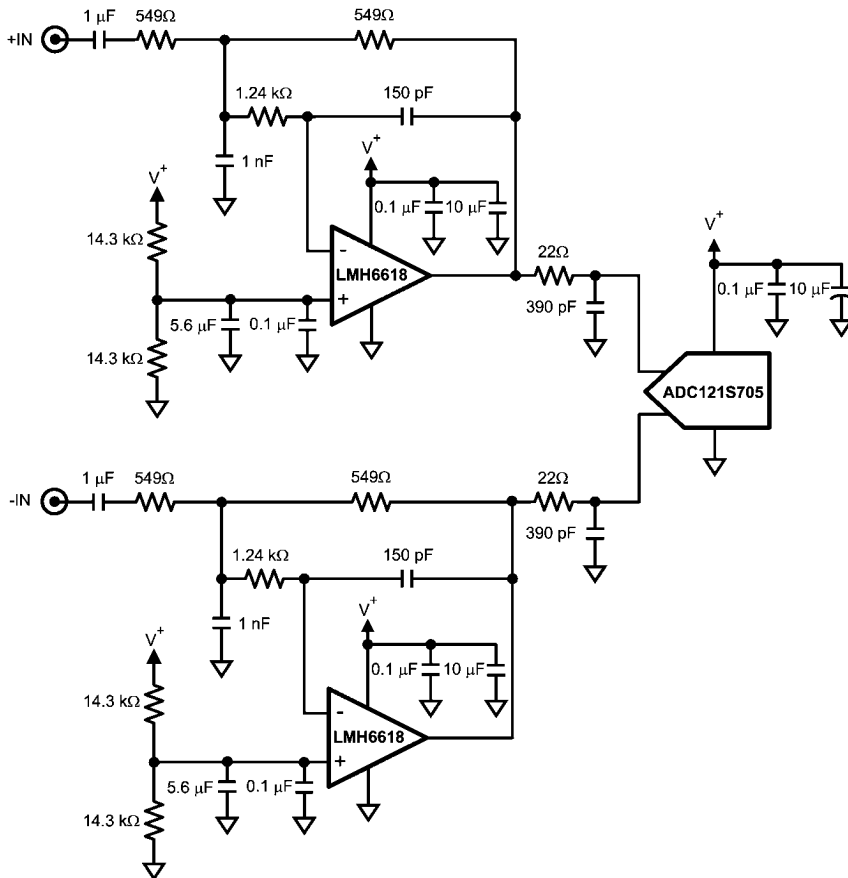 1 µF
549Ω
549Ω
+IN
1.24 kΩ
150 pF
1 nF
V+
V+
14.3 kΩ
0.1 µF
10 µF
-
LMH6618
+
22Ω
V+
0.1 µF
10 µF
5.6 µF
0.1 µF
390 pF
14.3 kΩ
ADC121S705
1 µF
549Ω
549Ω
22Ω
-IN
390 pF
1.24 kΩ
150 pF
1 nF
V+
V+
14.3 kΩ
0.1 µF
10 µF
-
LMH6618
+
5.6 µF
0.1 µF
14.3 kΩ